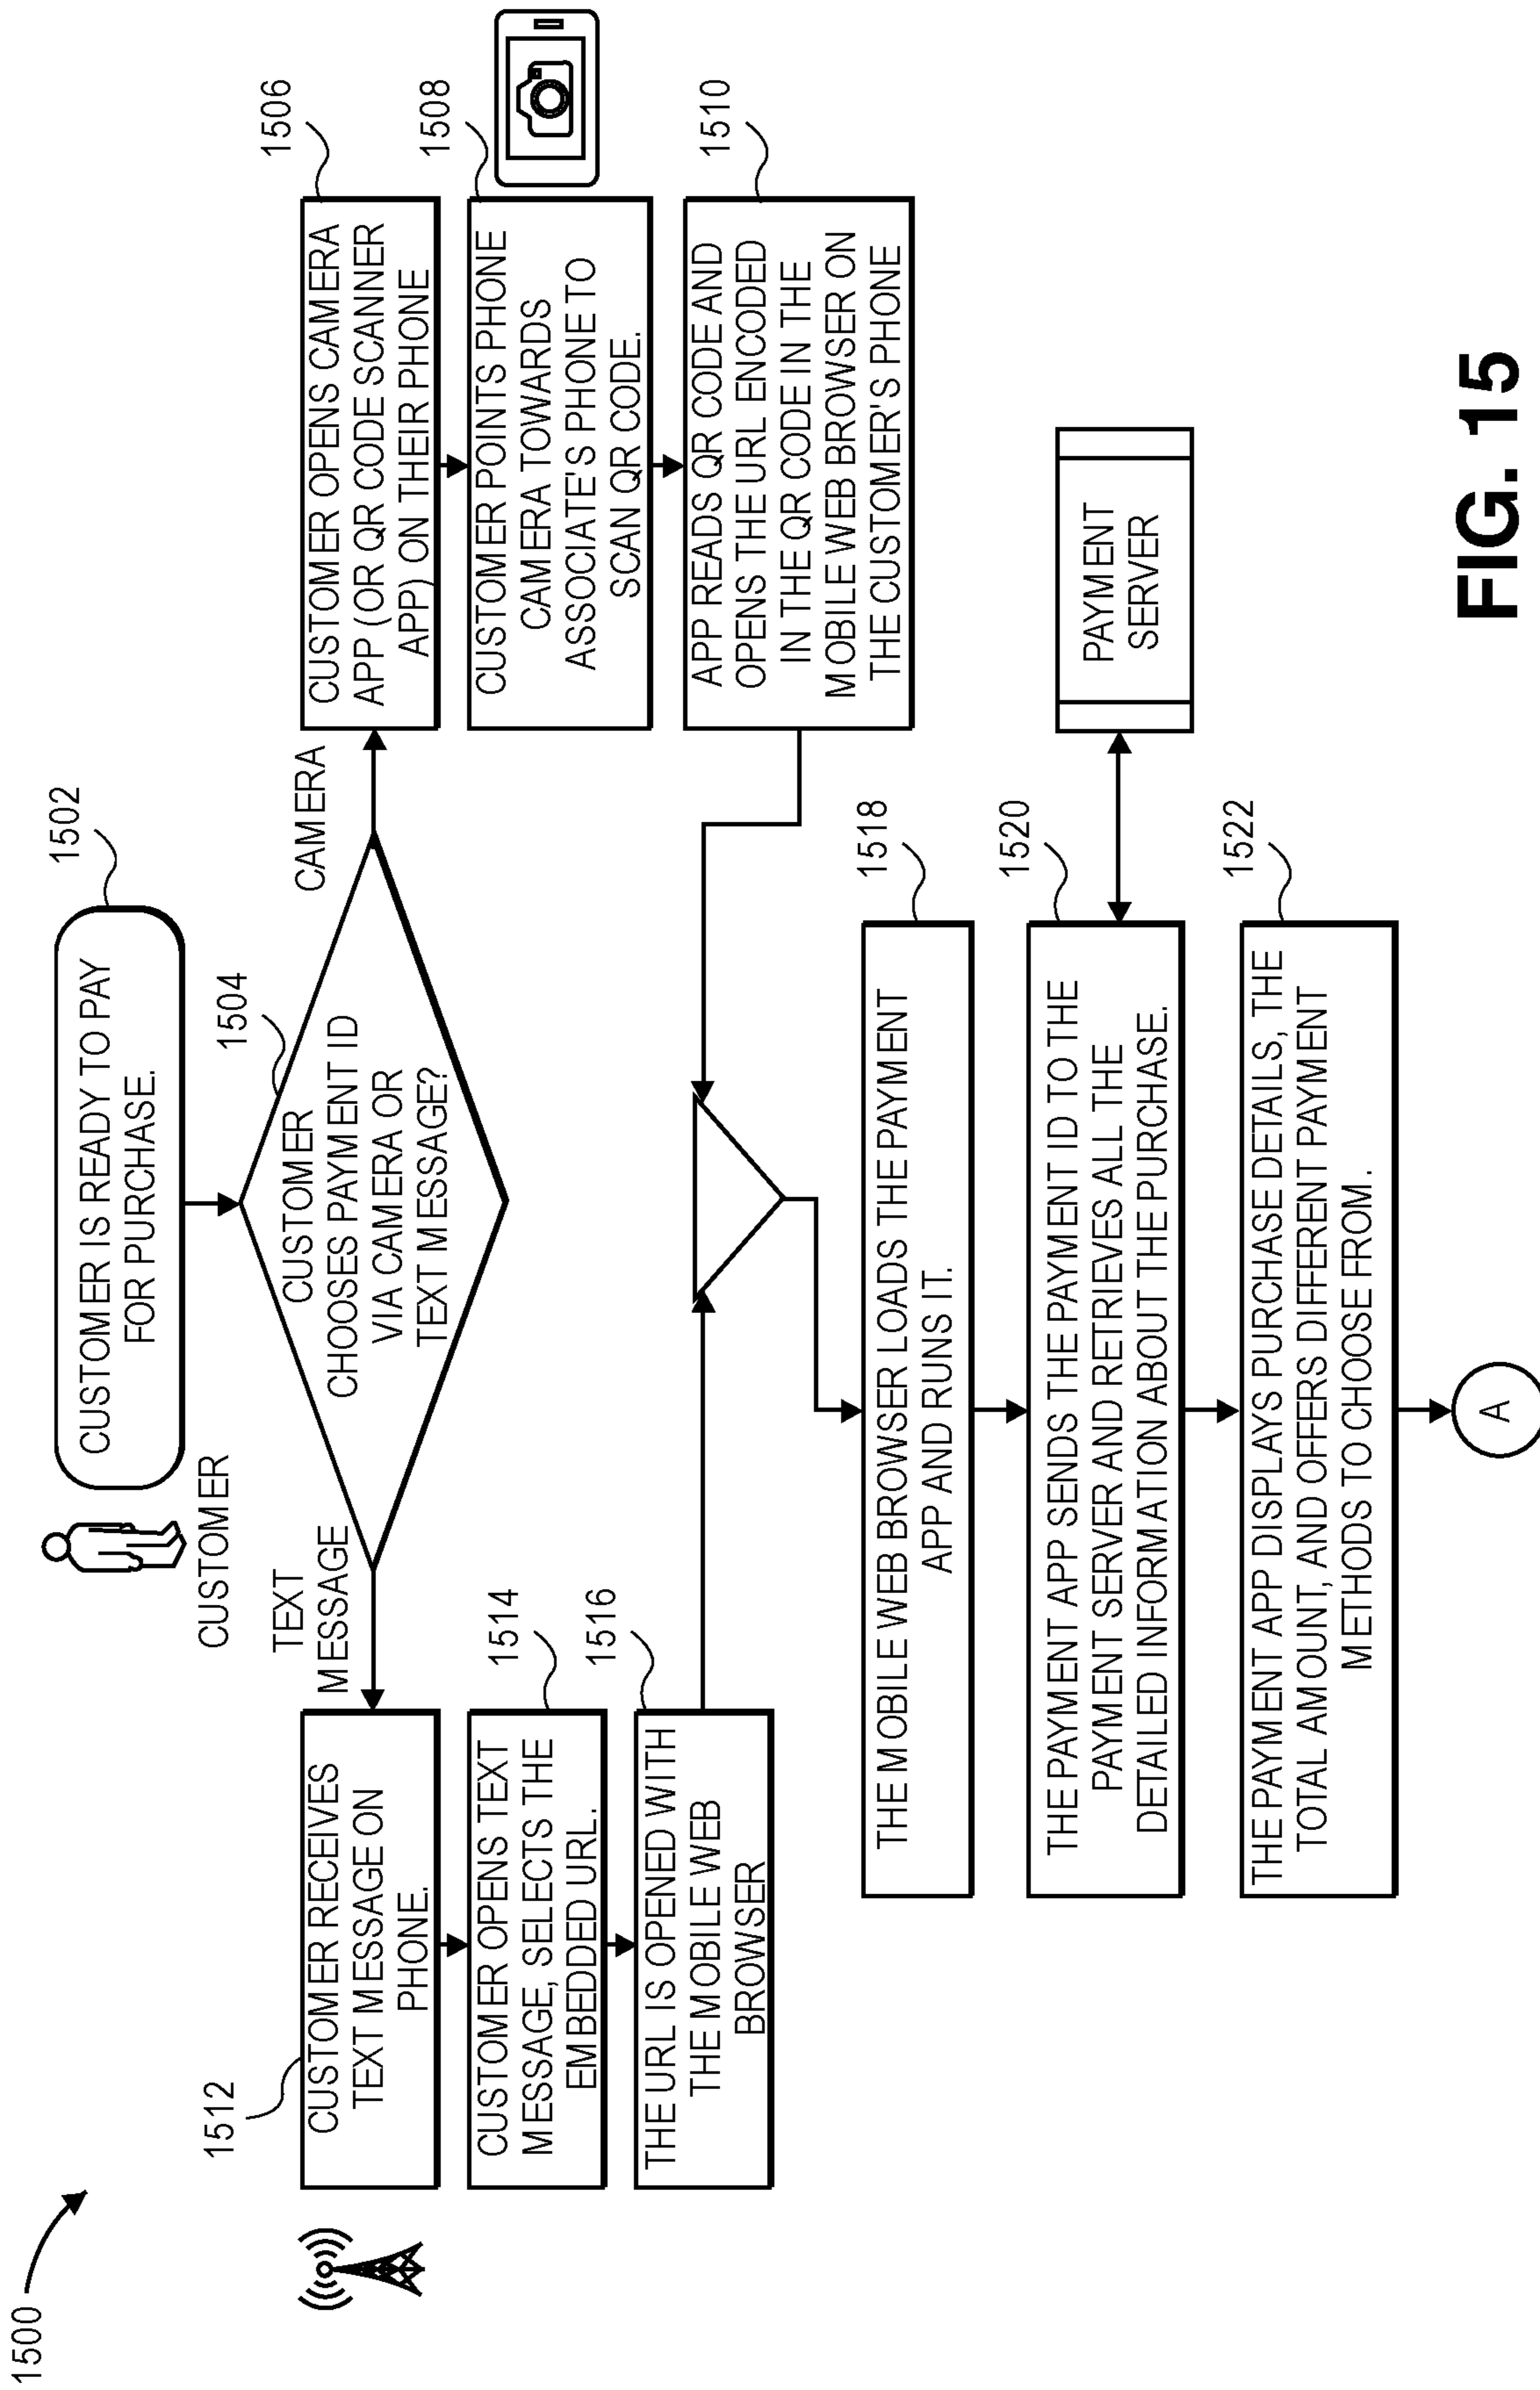 1500
CUSTOMER IS READY TO PAY
FOR PURCHASE.
1502
CUSTOMER
1504
CUSTOMER
CHOOSES PAYMENT ID
VIA CAMERA OR
TEXT MESSAGE?
TEXT
MESSAGE
CAMERA
1512
CUSTOMER RECEIVES
TEXT MESSAGE ON
PHONE.
1514
CUSTOMER OPENS TEXT
MESSAGE, SELECTS THE
EMBEDDED URL.
1516
THE URL IS OPENED WITH
THE MOBILE WEB
BROWSER
1506
CUSTOMER OPENS CAMERA
APP (OR QR CODE SCANNER
APP) ON THEIR PHONE
1508
CUSTOMER POINTS PHONE
CAMERA TOWARDS
ASSOCIATE'S PHONE TO
SCAN QR CODE.
1510
APP READS QR CODE AND
OPENS THE URL ENCODED
IN THE QR CODE IN THE
MOBILE WEB BROWSER ON
THE CUSTOMER'S PHONE
1518
THE MOBILE WEB BROWSER LOADS THE PAYMENT
APP AND RUNS IT.
1520
THE PAYMENT APP SENDS THE PAYMENT ID TO THE
PAYMENT SERVER AND RETRIEVES ALL THE
DETAILED INFORMATION ABOUT THE PURCHASE.
PAYMENT
SERVER
1522
THE PAYMENT APP DISPLAYS PURCHASE DETAILS, THE
TOTAL AMOUNT, AND OFFERS DIFFERENT PAYMENT
METHODS TO CHOOSE FROM.
A
FIG. 15